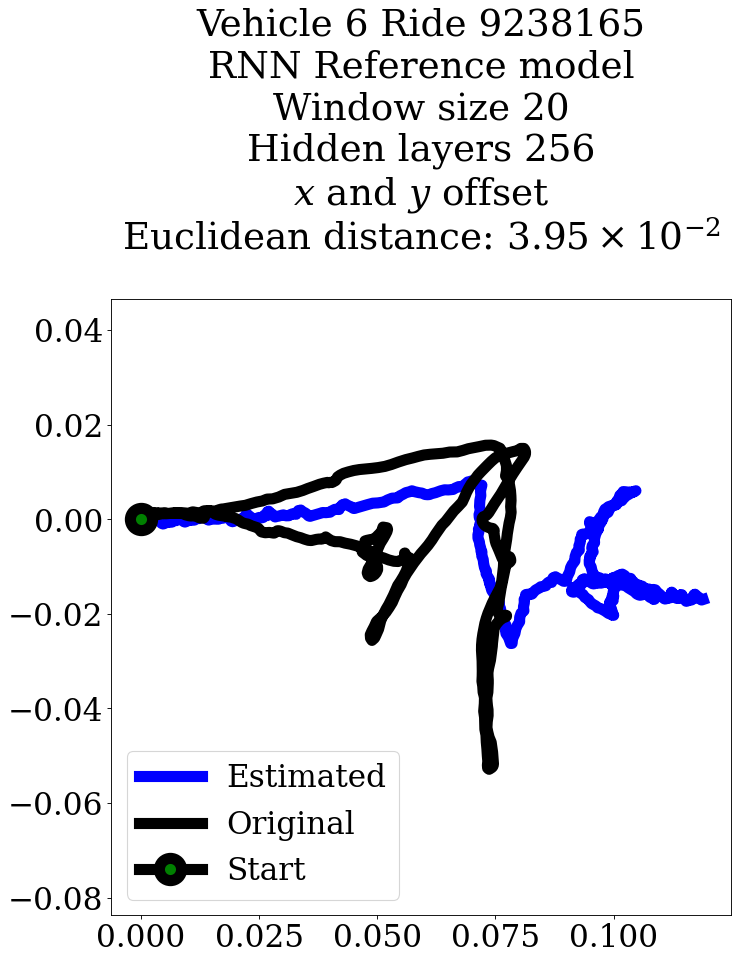 Vehicle 6 Ride 9238165
RNN Reference model
Window size 20
Hidden layers 256
x and y offset
Euclidean distance: 3.95 × 10⁻²
0.04
0.02
0.00
−0.02
−0.04
−0.06
−0.08
Estimated
Original
Start
0.000 0.025 0.050 0.075 0.100